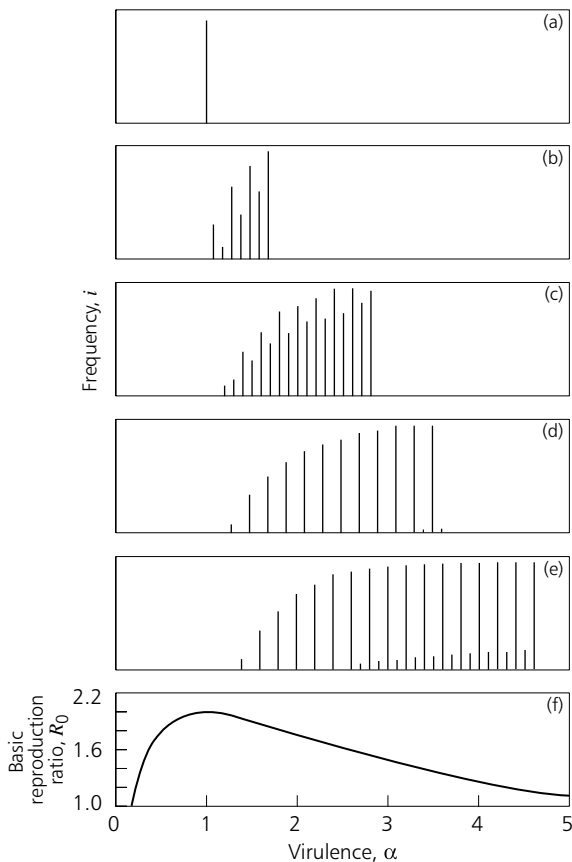 (a)
(b)
(c)
Frequency, i
(d)
(e)
(f)
Basic
reproduction
ratio, R0
2.2
1.6
1.0
0 1 2 3 4 5
Virulence, α